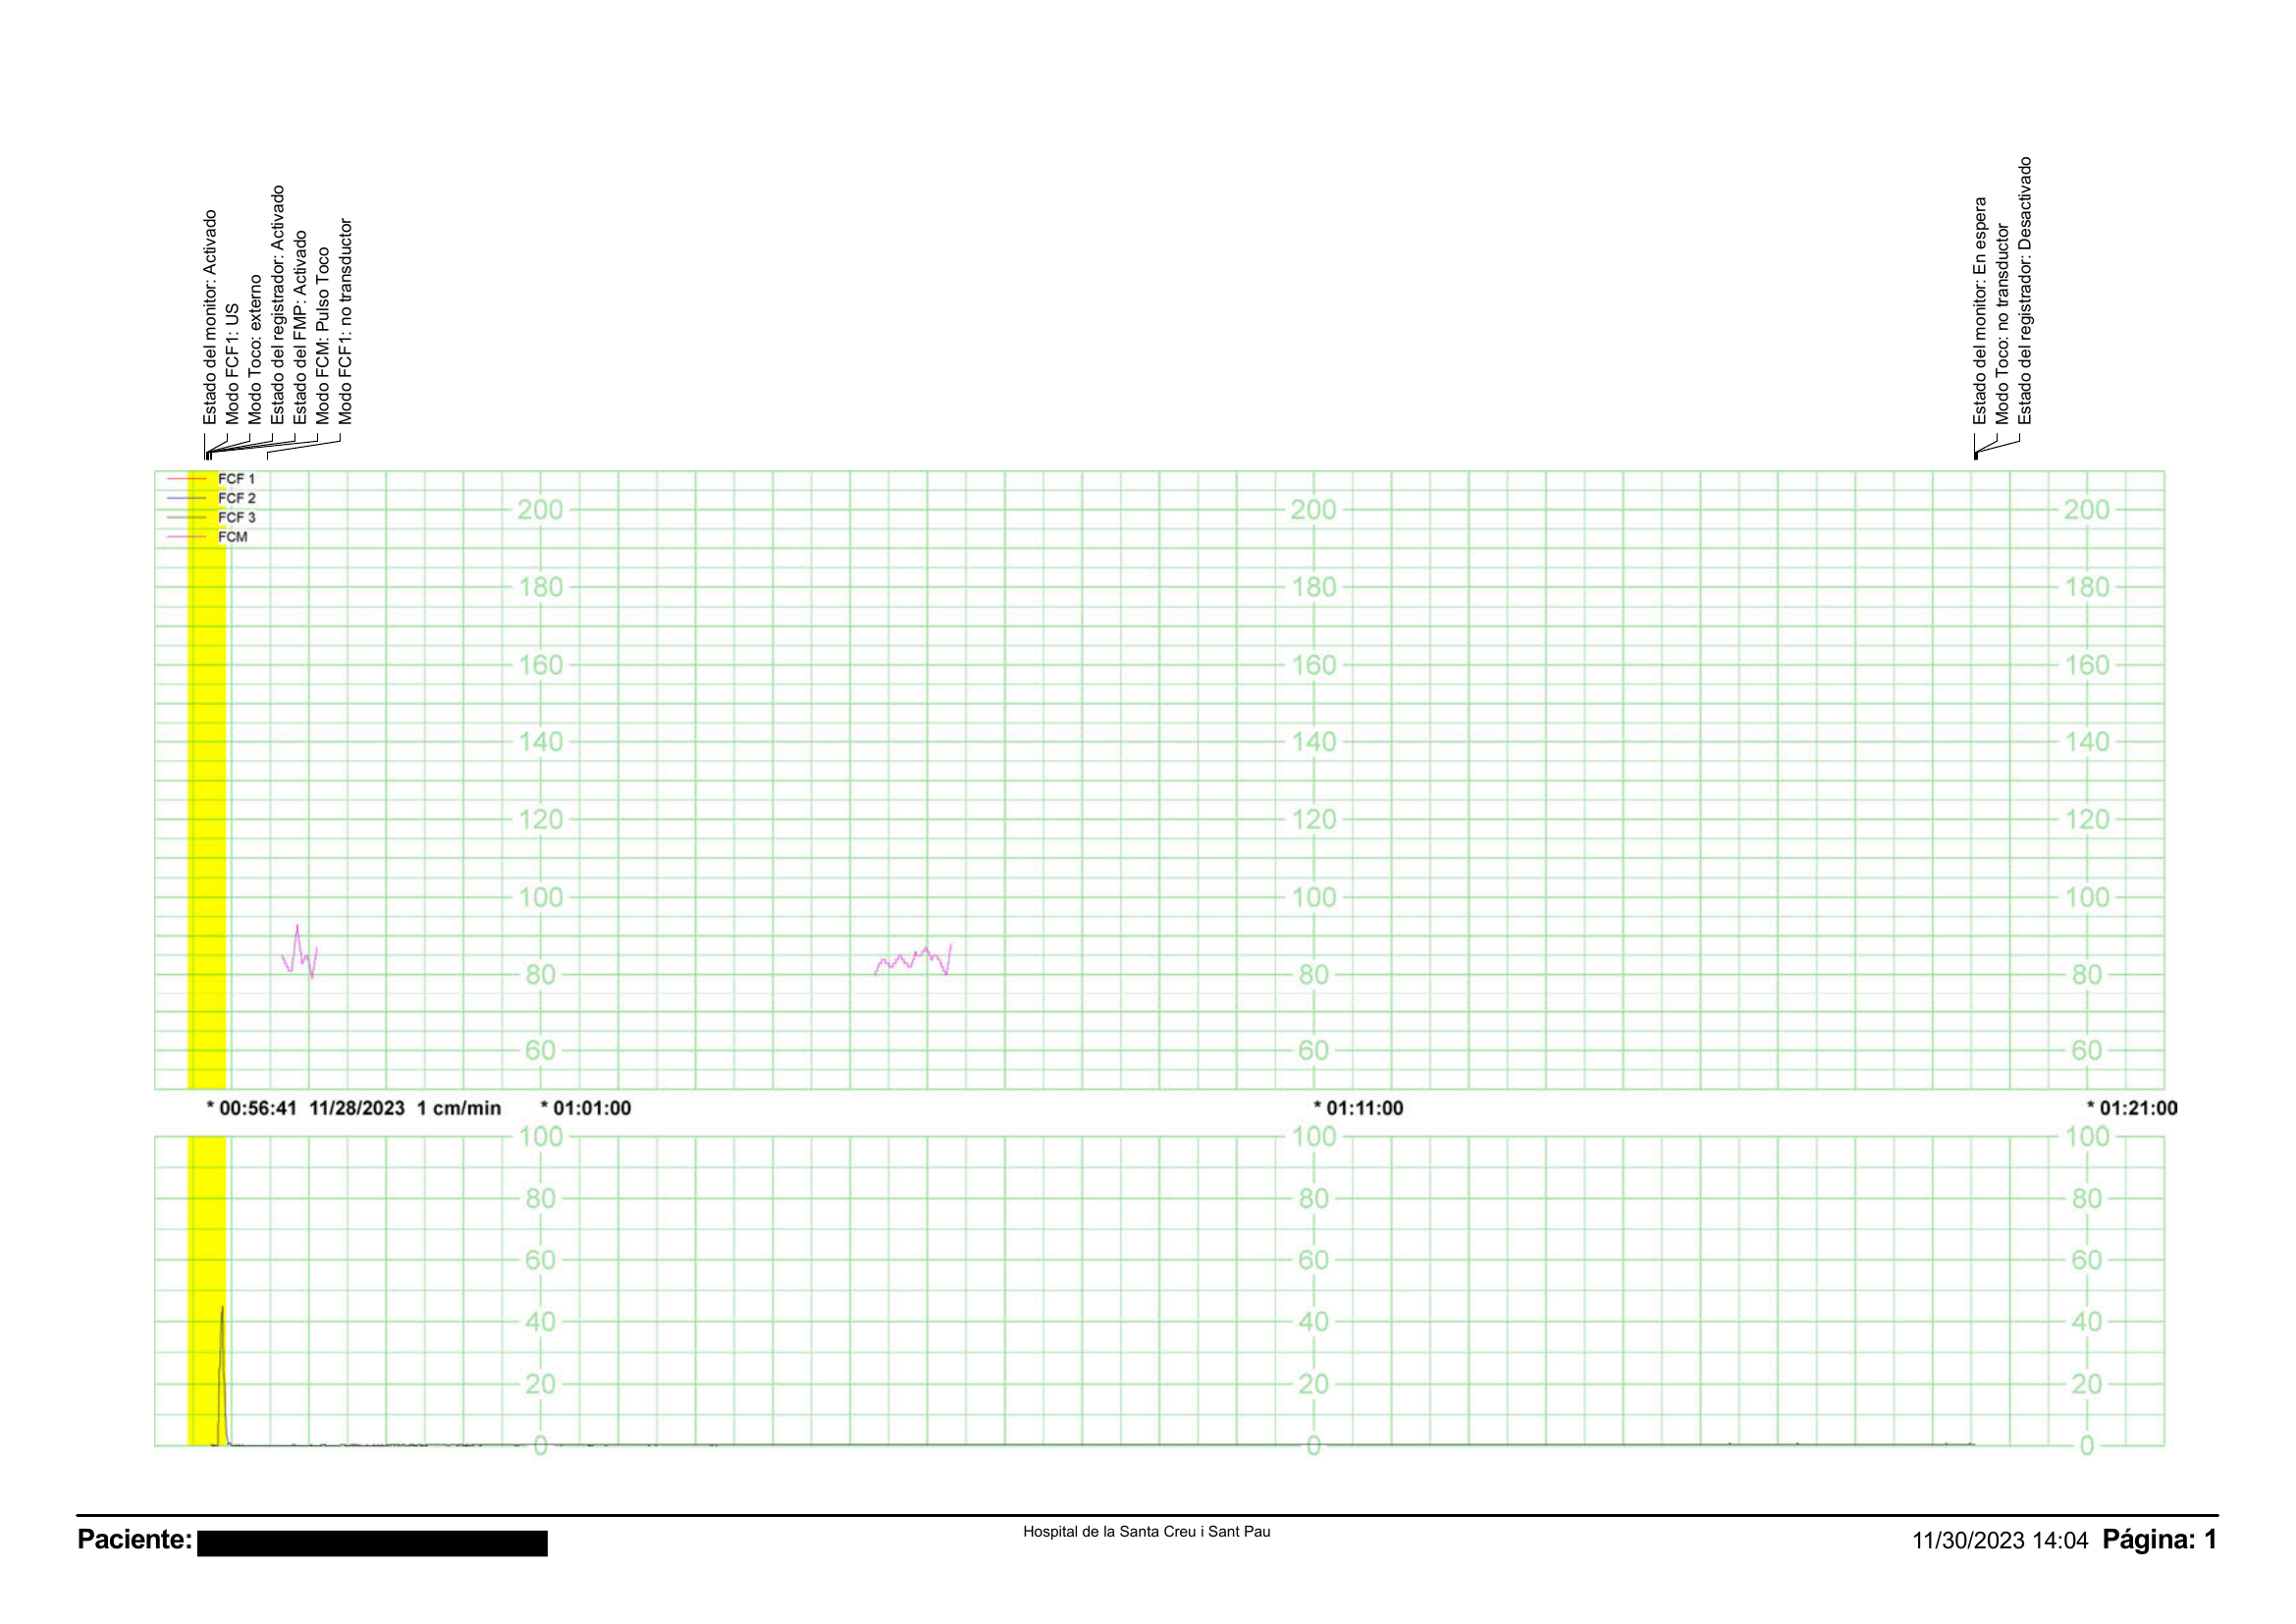 Estado del monitor: Activado
Modo FCF1: US
Modo Toco: externo
Estado del registrador: Activado
Estado del FMP: Activado
Modo FCM: Pulso Toco
Modo FCF1: no transductor
Estado del monitor: En espera
Modo Toco: no transductor
Estado del registrador: Desactivado
FCF 1
FCF 2
FCF 3
FCM
200 200 200
180 180 180
160 160 160
140 140 140
120 120 120
100 100 100
80 80 80
60 60 60
* 00:56:41 11/28/2023 1 cm/min * 01:01:00 * 01:11:00 * 01:21:00
100 100 100
80 80 80
60 60 60
40 40 40
20 20 20
0 0 0
Paciente: Hospital de la Santa Creu i Sant Pau 11/30/2023 14:04 Página: 1